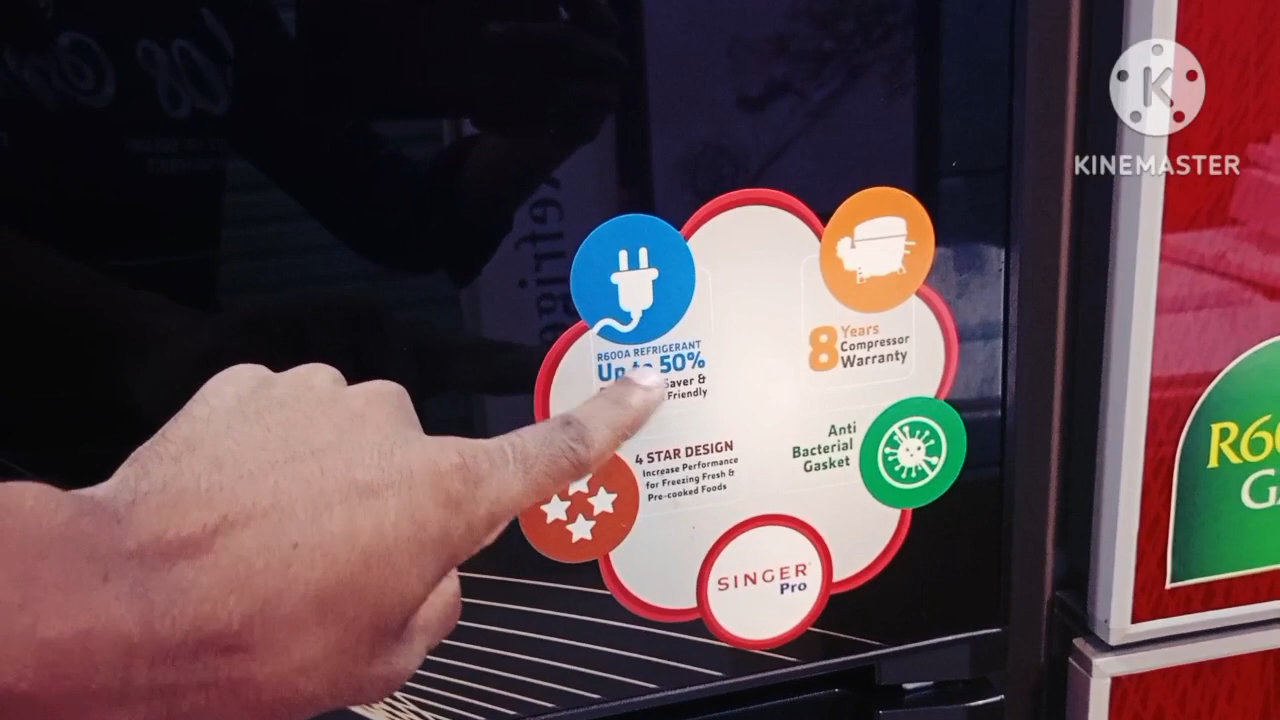 KINEMASTER
R600A REFRIGERANT
Up to 50%
Saver &
Friendly
8 Years
Compressor
Warranty
4 STAR DESIGN
Increase Performance
for Freezing Fresh &
Pre-cooked Foods
Anti
Bacterial
Gasket
SINGER
Pro